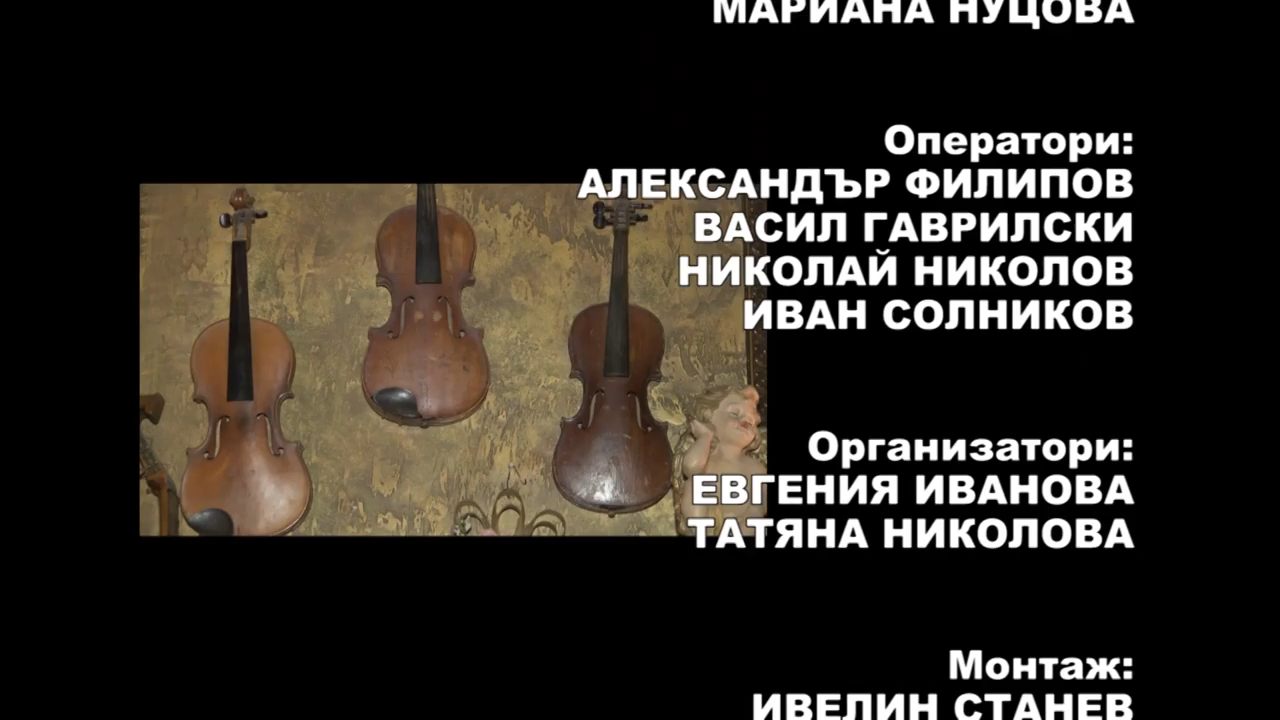 МАРИАНА НУЦОВА
Оператори:
АЛЕКСАНДЪР ФИЛИПОВ
ВАСИЛ ГАВРИЛСКИ
НИКОЛАЙ НИКОЛОВ
ИВАН СОЛНИКОВ
Организатори:
ЕВГЕНИЯ ИВАНОВА
ТАТЯНА НИКОЛОВА
Монтаж:
ИВЕЛИН СТАНЕВ